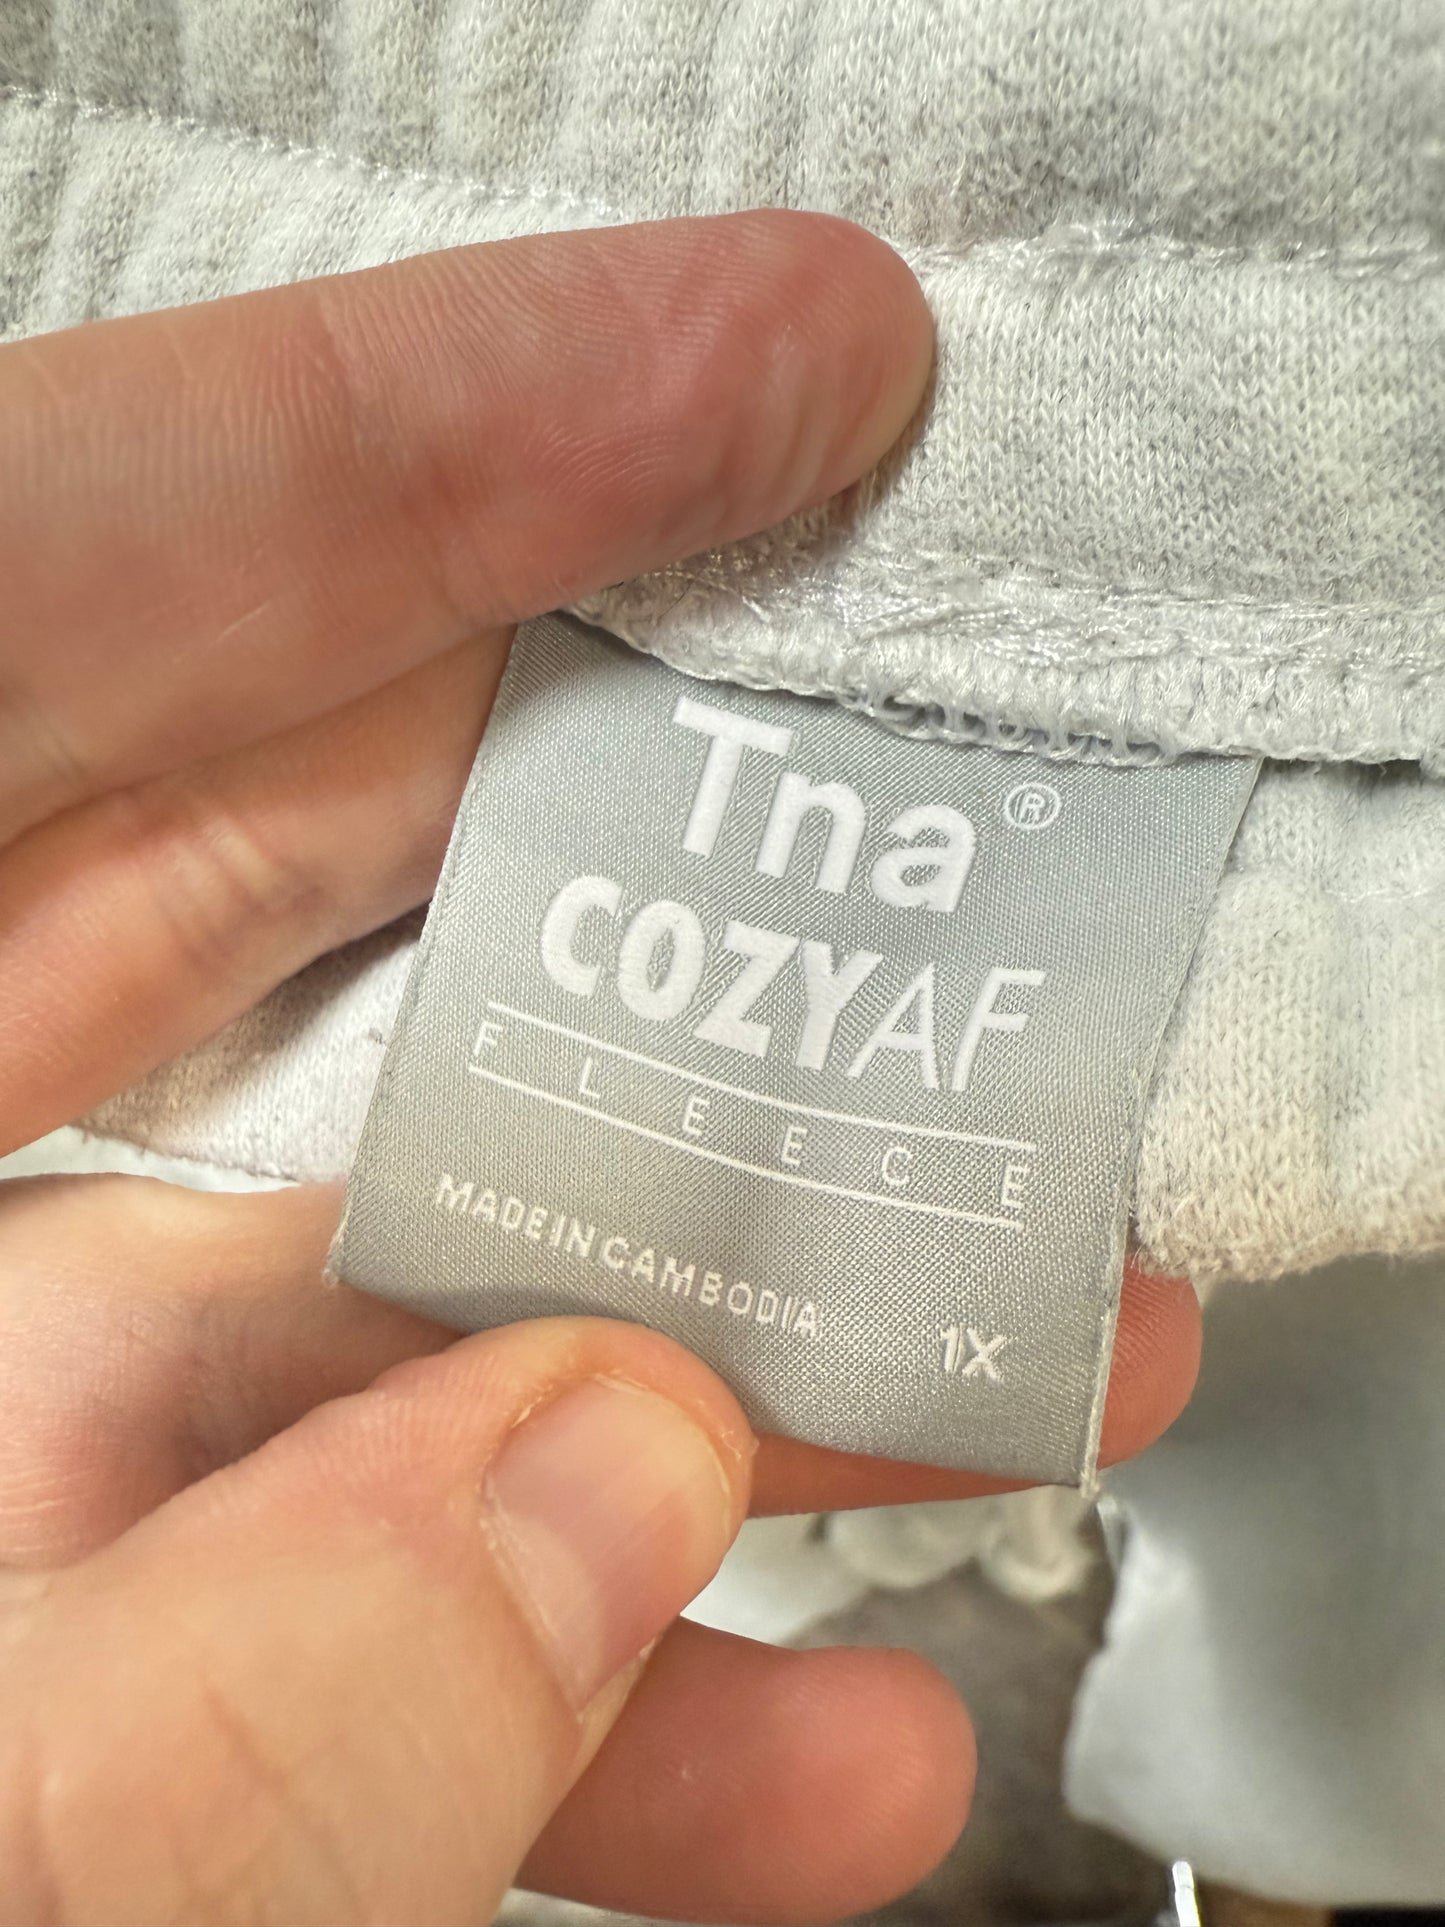 Tna®
COZYAF
FLEECE
MADE IN CAMBODIA
1X